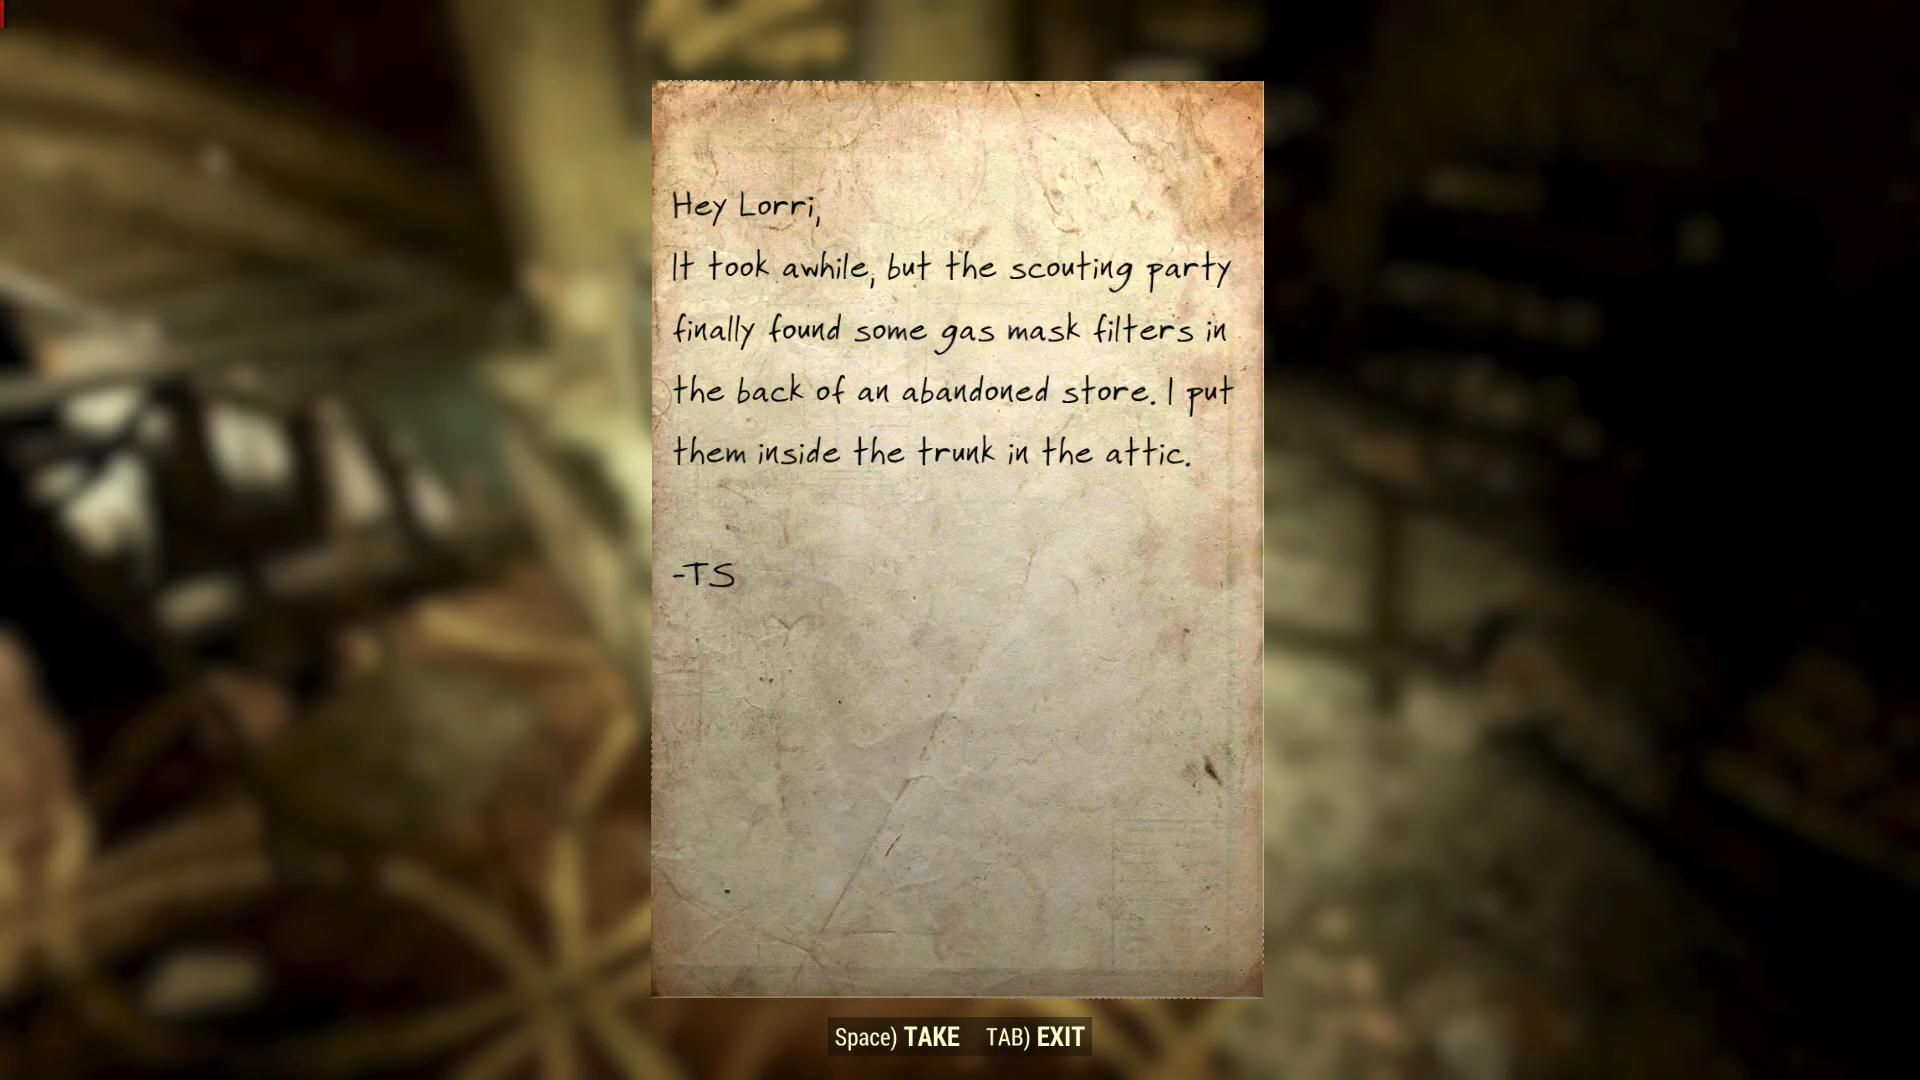 Hey Lorri,
It took awhile, but the scouting party
finally found some gas mask filters in
the back of an abandoned store. I put
them inside the trunk in the attic.
-TS
Space) TAKE TAB) EXIT